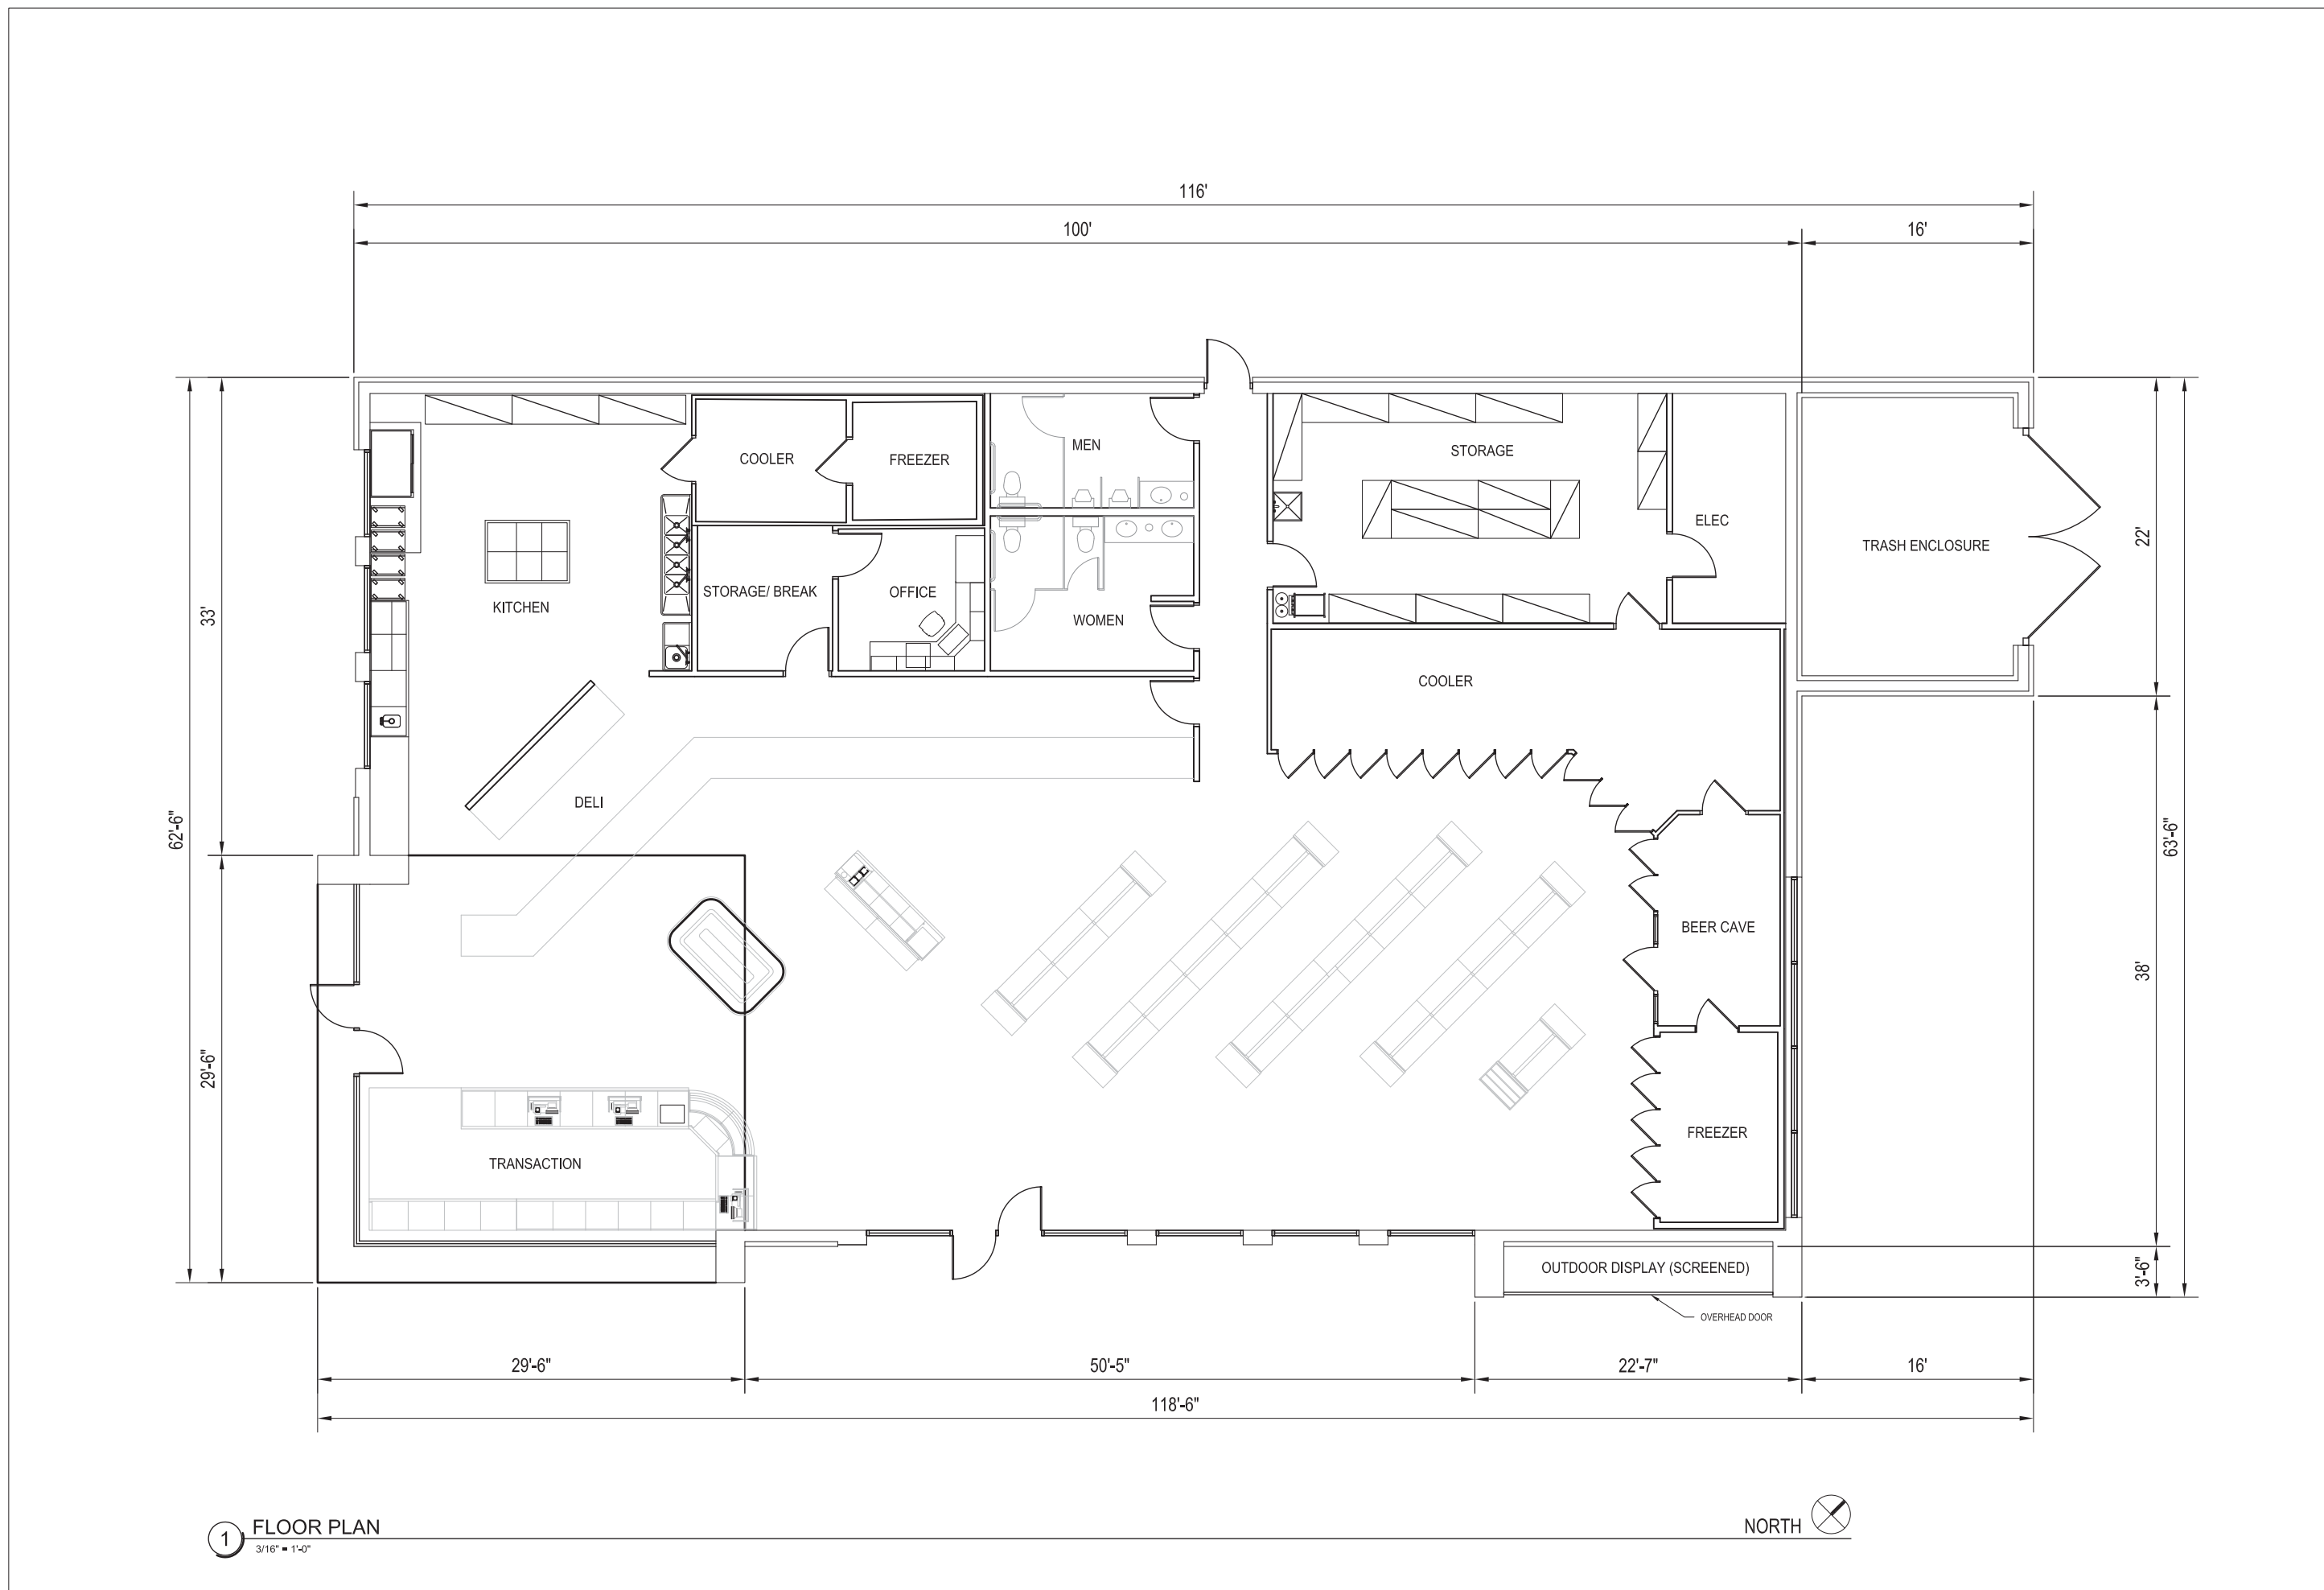 116'
100'
16'
MEN
STORAGE
COOLER
FREEZER
ELEC
TRASH ENCLOSURE
22'
KITCHEN
STORAGE/ BREAK
OFFICE
WOMEN
33'
COOLER
DELI
62'-6"
63'-6"
BEER CAVE
38'
29'-6"
FREEZER
TRANSACTION
OUTDOOR DISPLAY (SCREENED)
3'-6"
OVERHEAD DOOR
29'-6"
50'-5"
22'-7"
16'
118'-6"
1
FLOOR PLAN
3/16" = 1'-0"
NORTH